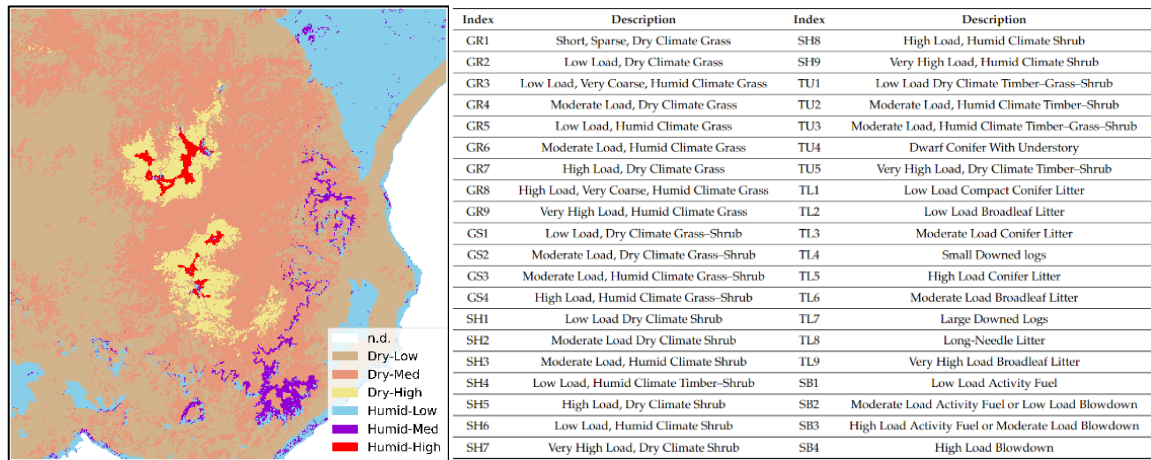 n.d.
Dry-Low
Dry-Med
Dry-High
Humid-Low
Humid-Med
Humid-High
Index Description Index Description
GR1 Short, Sparse, Dry Climate Grass SH8 High Load, Humid Climate Shrub
GR2 Low Load, Dry Climate Grass SH9 Very High Load, Humid Climate Shrub
GR3 Low Load, Very Coarse, Humid Climate Grass TU1 Low Load Dry Climate Timber–Grass–Shrub
GR4 Moderate Load, Dry Climate Grass TU2 Moderate Load, Humid Climate Timber–Shrub
GR5 Low Load, Humid Climate Grass TU3 Moderate Load, Humid Climate Timber–Grass–Shrub
GR6 Moderate Load, Humid Climate Grass TU4 Dwarf Conifer With Understory
GR7 High Load, Dry Climate Grass TU5 Very High Load, Dry Climate Timber–Shrub
GR8 High Load, Very Coarse, Humid Climate Grass TL1 Low Load Compact Conifer Litter
GR9 Very High Load, Humid Climate Grass TL2 Low Load Broadleaf Litter
GS1 Low Load, Dry Climate Grass–Shrub TL3 Moderate Load Conifer Litter
GS2 Moderate Load, Dry Climate Grass–Shrub TL4 Small Downed logs
GS3 Moderate Load, Humid Climate Grass–Shrub TL5 High Load Conifer Litter
GS4 High Load, Humid Climate Grass–Shrub TL6 Moderate Load Broadleaf Litter
SH1 Low Load Dry Climate Shrub TL7 Large Downed Logs
SH2 Moderate Load Dry Climate Shrub TL8 Long-Needle Litter
SH3 Moderate Load, Humid Climate Shrub TL9 Very High Load Broadleaf Litter
SH4 Low Load, Humid Climate Timber–Shrub SB1 Low Load Activity Fuel
SH5 High Load, Dry Climate Shrub SB2 Moderate Load Activity Fuel or Low Load Blowdown
SH6 Low Load, Humid Climate Shrub SB3 High Load Activity Fuel or Moderate Load Blowdown
SH7 Very High Load, Dry Climate Shrub SB4 High Load Blowdown